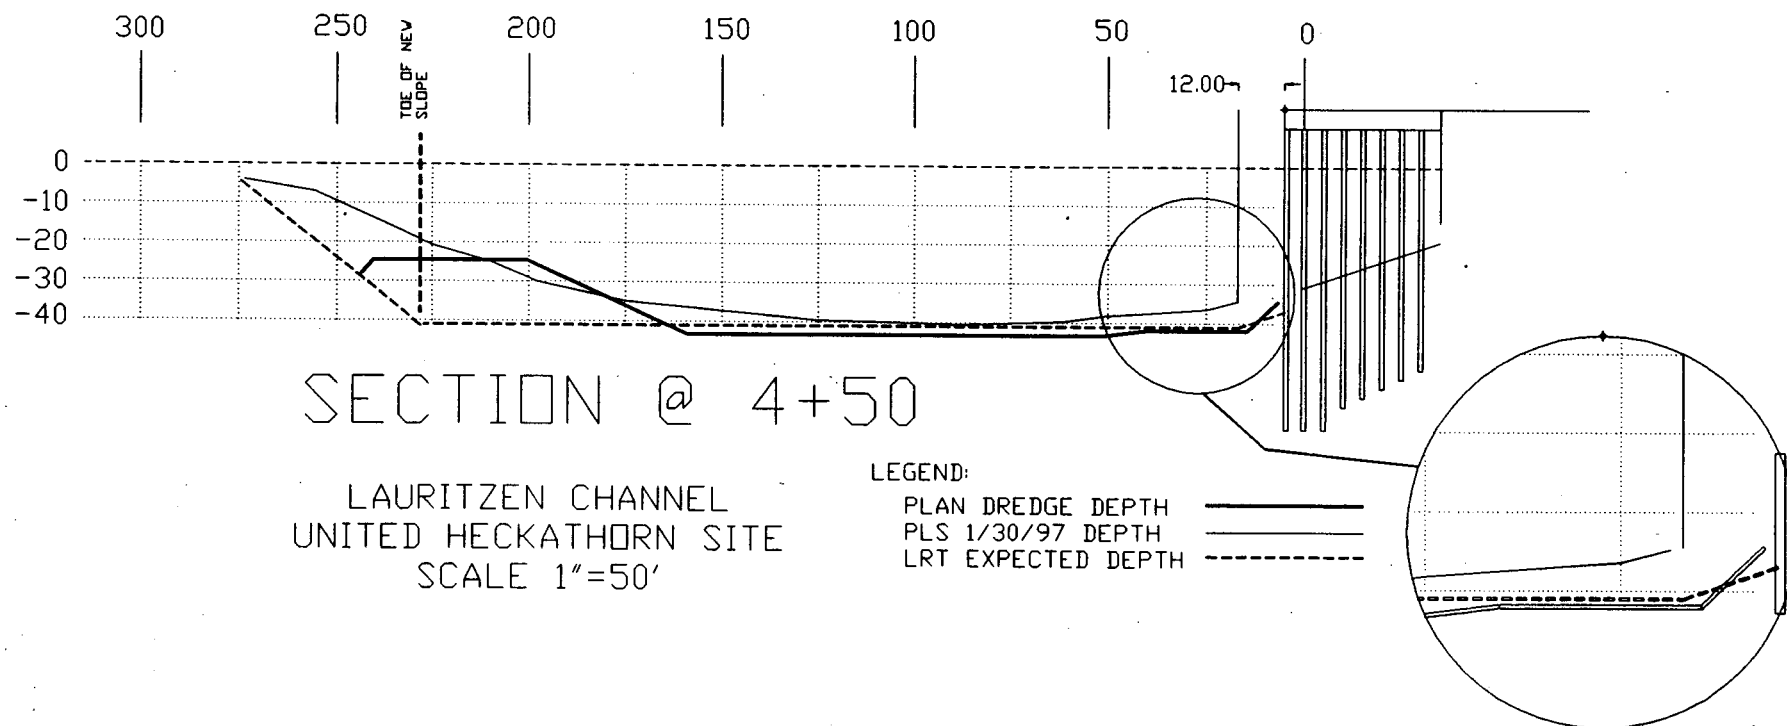 300 250 TOE OF NEW SLOPE 200 150 100 50 0
12.00
0
-10
-20
-30
-40
SECTION @ 4+50
LAURITZEN CHANNEL
UNITED HECKATHORN SITE
SCALE 1"=50'
LEGEND:
PLAN DREDGE DEPTH
PLS 1/30/97 DEPTH
LRT EXPECTED DEPTH